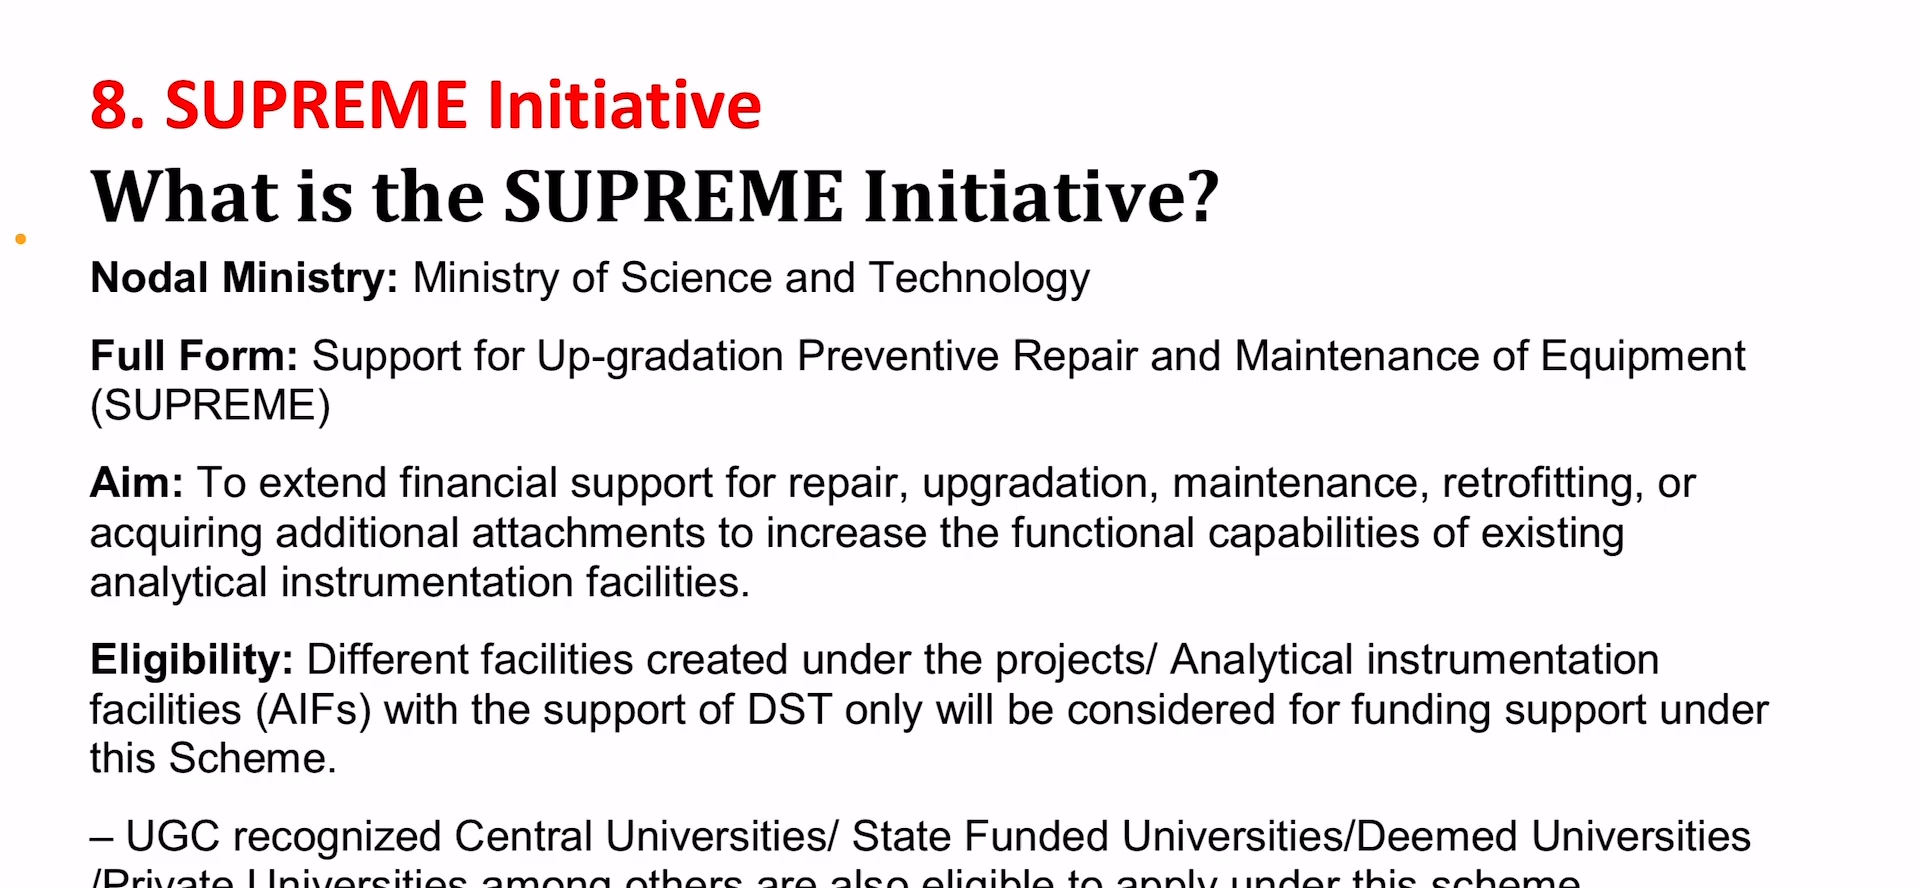 8. SUPREME Initiative
What is the SUPREME Initiative?
Nodal Ministry: Ministry of Science and Technology
Full Form: Support for Up-gradation Preventive Repair and Maintenance of Equipment
(SUPREME)
Aim: To extend financial support for repair, upgradation, maintenance, retrofitting, or
acquiring additional attachments to increase the functional capabilities of existing
analytical instrumentation facilities.
Eligibility: Different facilities created under the projects/ Analytical instrumentation
facilities (AIFs) with the support of DST only will be considered for funding support under
this Scheme.
– UGC recognized Central Universities/ State Funded Universities/Deemed Universities
/Private Universities among others are also eligible to apply under this scheme